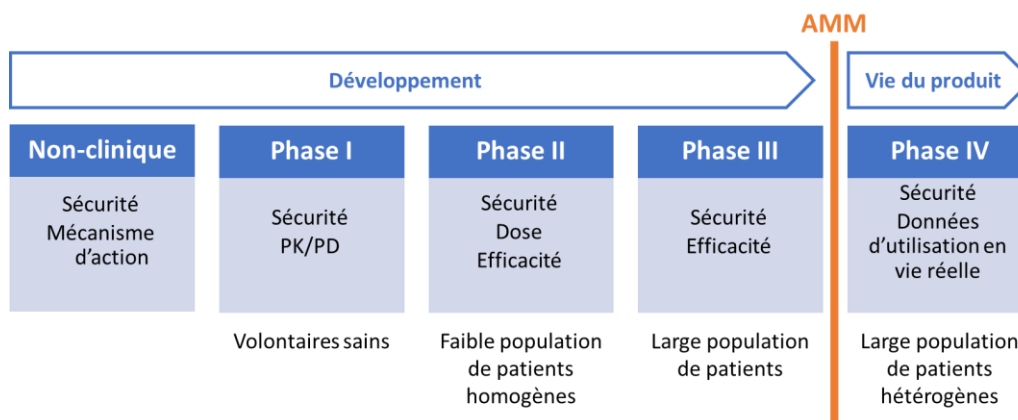 AMM
Développement
Vie du produit
Non-clinique
Sécurité
Mécanisme
d'action
Phase I
Sécurité
PK/PD
Volontaires sains
Phase II
Sécurité
Dose
Efficacité
Faible population
de patients
homogènes
Phase III
Sécurité
Efficacité
Large population
de patients
Phase IV
Sécurité
Données
d'utilisation en
vie réelle
Large population
de patients
hétérogènes